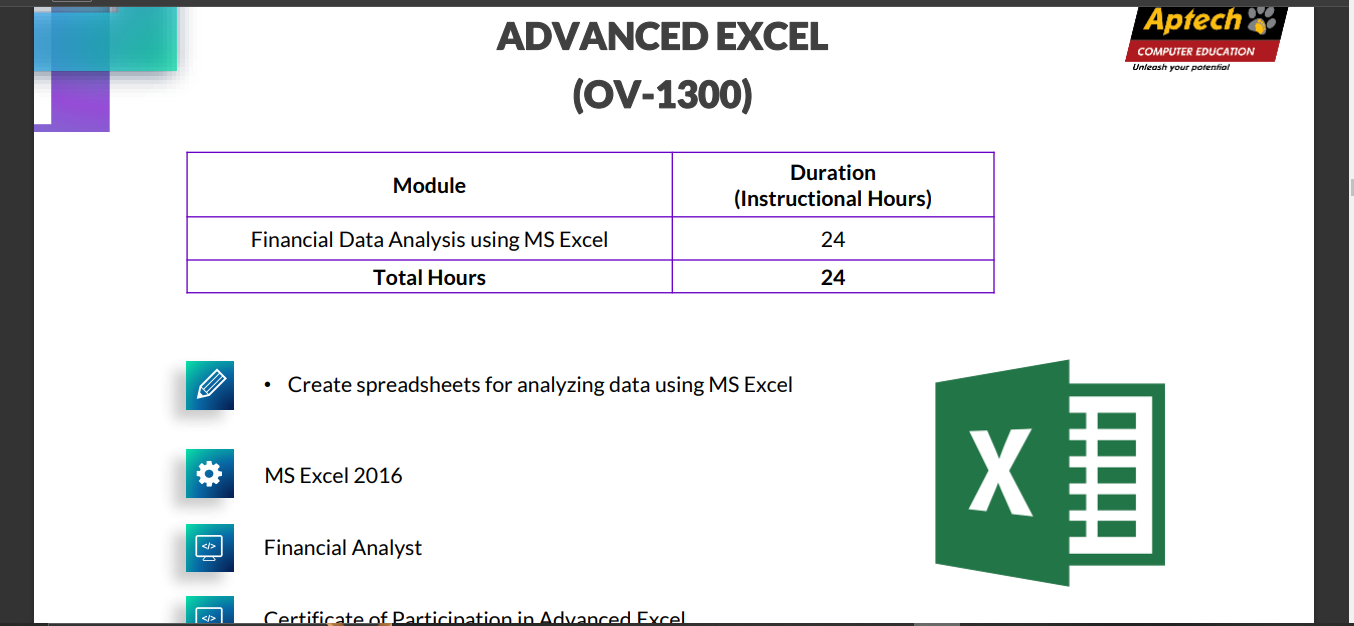 ADVANCED EXCEL
(OV-1300)
Aptech
COMPUTER EDUCATION
Unleash your potential
Module
Duration
(Instructional Hours)
Financial Data Analysis using MS Excel
24
Total Hours
24
• Create spreadsheets for analyzing data using MS Excel
MS Excel 2016
</>
Financial Analyst
</>
Certificate of Participation in Advanced Excel
X